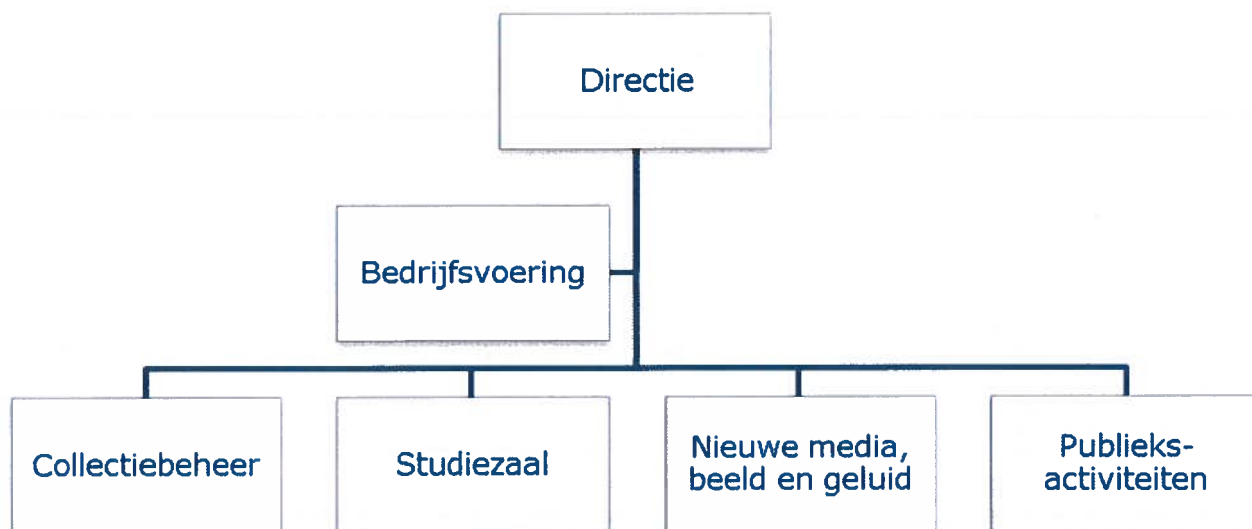 Directie
Bedrijfsvoering
Collectiebeheer
Studiezaal
Nieuwe media,
beeld en geluid
Publieks-
activiteiten